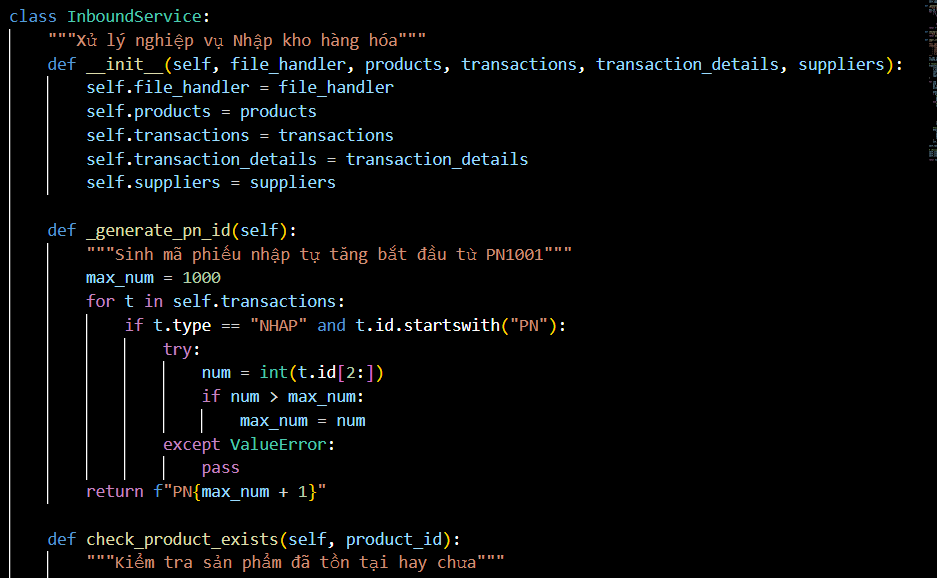 class InboundService:
    """Xử lý nghiệp vụ Nhập kho hàng hóa"""
    def __init__(self, file_handler, products, transactions, transaction_details, suppliers):
        self.file_handler = file_handler
        self.products = products
        self.transactions = transactions
        self.transaction_details = transaction_details
        self.suppliers = suppliers

    def _generate_pn_id(self):
        """Sinh mã phiếu nhập tự tăng bắt đầu từ PN1001"""
        max_num = 1000
        for t in self.transactions:
            if t.type == "NHAP" and t.id.startswith("PN"):
                try:
                    num = int(t.id[2:])
                    if num > max_num:
                        max_num = num
                except ValueError:
                    pass
        return f"PN{max_num + 1}"

    def check_product_exists(self, product_id):
        """Kiểm tra sản phẩm đã tồn tại hay chưa"""